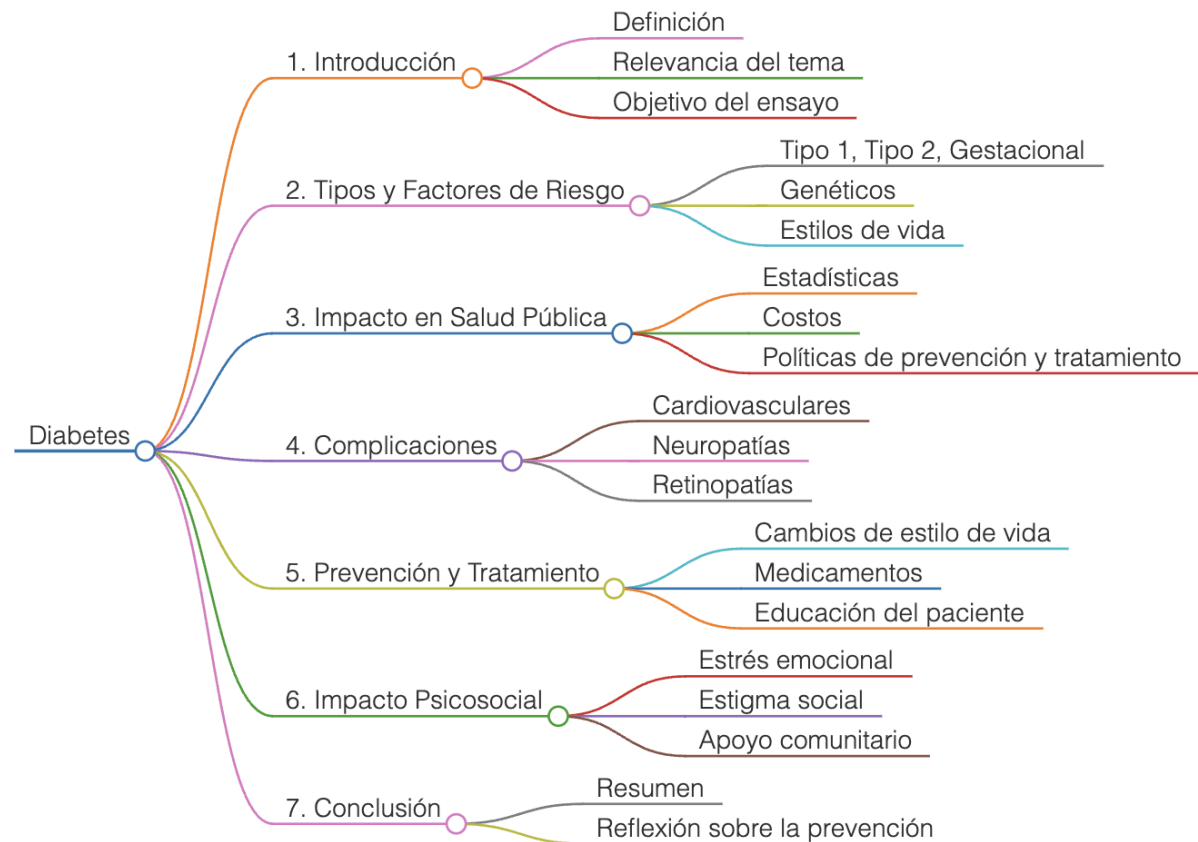 Diabetes
1. Introducción
Definición
Relevancia del tema
Objetivo del ensayo
2. Tipos y Factores de Riesgo
Tipo 1, Tipo 2, Gestacional
Genéticos
Estilos de vida
3. Impacto en Salud Pública
Estadísticas
Costos
Políticas de prevención y tratamiento
4. Complicaciones
Cardiovasculares
Neuropatías
Retinopatías
5. Prevención y Tratamiento
Cambios de estilo de vida
Medicamentos
Educación del paciente
6. Impacto Psicosocial
Estrés emocional
Estigma social
Apoyo comunitario
7. Conclusión
Resumen
Reflexión sobre la prevención